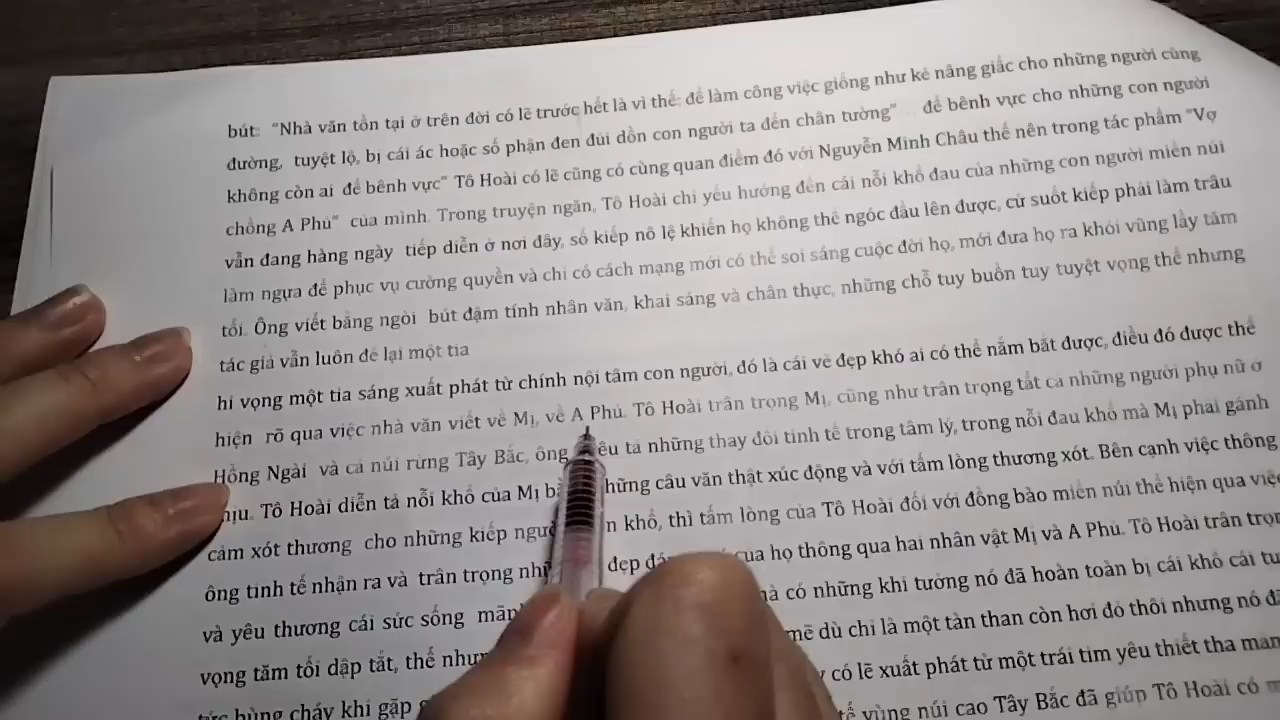 bút: "Nhà văn tồn tại ở trên đời có lẽ trước hết là vì thế: để làm công việc giống như kẻ nâng giấc cho những người cùng
đường, tuyệt lộ, bị cái ác hoặc số phận đen đủi dồn con người ta đến chân tường" để bênh vực cho những con người
không còn ai để bênh vực" Tô Hoài có lẽ cũng có cùng quan điểm đó với Nguyễn Minh Châu thế nên trong tác phẩm "Vợ
chồng A Phủ" của mình. Trong truyện ngăn, Tô Hoài chỉ yếu hướng đến cái nỗi khổ đau của những con người miền núi
vẫn đang hàng ngày tiếp diễn ở nơi đây, số kiếp nô lệ khiến họ không thể ngóc đầu lên được, cứ suốt kiếp phải làm trâu
làm ngựa để phục vụ cường quyền và chỉ có cách mạng mới có thể soi sáng cuộc đời họ, mới đưa họ ra khỏi vũng lầy tăm
tối. Ông viết bằng ngòi bút đậm tính nhân văn, khai sáng và chân thực, những chỗ tuy buồn tuy tuyệt vọng thế nhưng
tác giả vẫn luôn để lại một tia
hi vọng một tia sáng xuất phát từ chính nội tâm con người, đó là cái vẻ đẹp khó ai có thể nắm bắt được, điều đó được thể
hiện rõ qua việc nhà văn viết về Mị, về A Phủ. Tô Hoài trân trọng Mị, cũng như trân trọng tất cả những người phụ nữ ở
Hồng Ngài và cả núi rừng Tây Bắc, ông tả những thay đổi tinh tế trong tâm lý, trong nỗi đau khổ mà Mị phải gánh
Tô Hoài diễn tả nỗi khổ của Mị những câu văn thật xúc động và với tấm lòng thương xót. Bên cạnh việc thông
cảm xót thương cho những kiếp khổ, thì tấm lòng của Tô Hoài đối với đồng bào miền núi thể hiện qua việc
ông tinh tế nhận ra và trân trọng đẹp của họ thông qua hai nhân vật Mị và A Phủ. Tô Hoài trân
và yêu thương cái sức sống có những khi tưởng nó đã hoàn toàn bị cái khổ cái
vọng tăm tối dập tắt, thế dù chỉ là một tàn than còn hơi đỏ thôi nhưng nó
bùng cháy khi gặp có lẽ xuất phát từ một trái tim yêu thiết tha
vùng núi cao Tây Bắc đã giúp Tô Hoài có